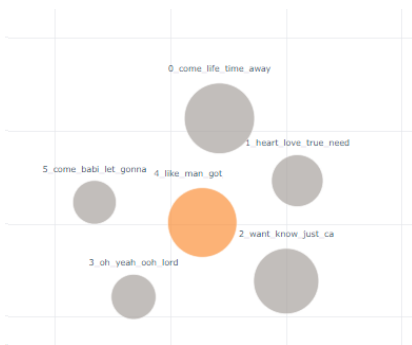 0_come_life_time_away
1_heart_love_true_need
5_come_babi_let_gonna
4_like_man_got
2_want_know_just_ca
3_oh_yeah_ooh_lord